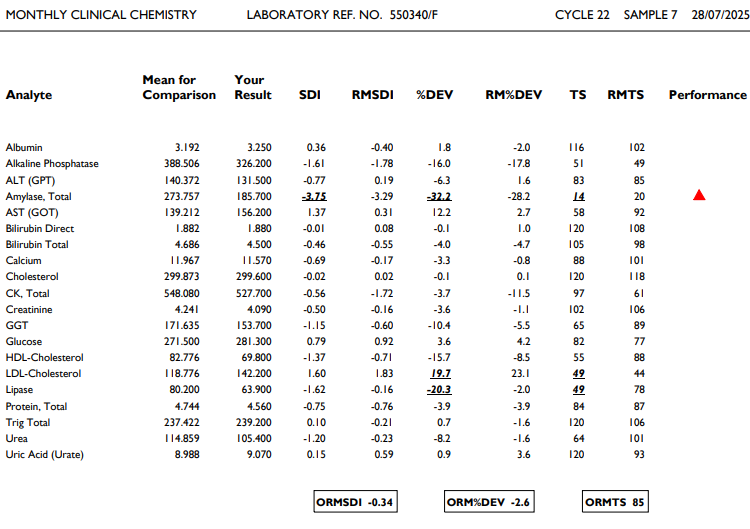 MONTHLY CLINICAL CHEMISTRY LABORATORY REF. NO. 550340/F CYCLE 22 SAMPLE 7 28/07/2025
Mean for Your
Analyte Comparison Result SDI RMSDI %DEV RM%DEV TS RMTS Performance
Albumin 3.192 3.250 0.36 -0.40 1.8 -2.0 116 102
Alkaline Phosphatase 388.506 326.200 -1.61 -1.78 -16.0 -17.8 51 49
ALT (GPT) 140.372 131.500 -0.77 0.19 -6.3 1.6 83 85
Amylase, Total 273.757 185.700 -3.75 -3.29 -32.2 -28.2 14 20
AST (GOT) 139.212 156.200 1.37 0.31 12.2 2.7 58 92
Bilirubin Direct 1.882 1.880 -0.01 0.08 -0.1 1.0 120 108
Bilirubin Total 4.686 4.500 -0.46 -0.55 -4.0 -4.7 105 98
Calcium 11.967 11.570 -0.69 -0.17 -3.3 -0.8 88 101
Cholesterol 299.873 299.600 -0.02 0.02 -0.1 0.1 120 118
CK, Total 548.080 527.700 -0.56 -1.72 -3.7 -11.5 97 61
Creatinine 4.241 4.090 -0.50 -0.16 -3.6 -1.1 102 106
GGT 171.635 153.700 -1.15 -0.60 -10.4 -5.5 65 89
Glucose 271.500 281.300 0.79 0.92 3.6 4.2 82 77
HDL-Cholesterol 82.776 69.800 -1.37 -0.71 -15.7 -8.5 55 88
LDL-Cholesterol 118.776 142.200 1.60 1.83 19.7 23.1 49 44
Lipase 80.200 63.900 -1.62 -0.16 -20.3 -2.0 49 78
Protein, Total 4.744 4.560 -0.75 -0.76 -3.9 -3.9 84 87
Trig Total 237.422 239.200 0.10 -0.21 0.7 -1.6 120 106
Urea 114.859 105.400 -1.20 -0.23 -8.2 -1.6 64 101
Uric Acid (Urate) 8.988 9.070 0.15 0.59 0.9 3.6 120 93
ORMSDI -0.34 ORM%DEV -2.6 ORMTS 85